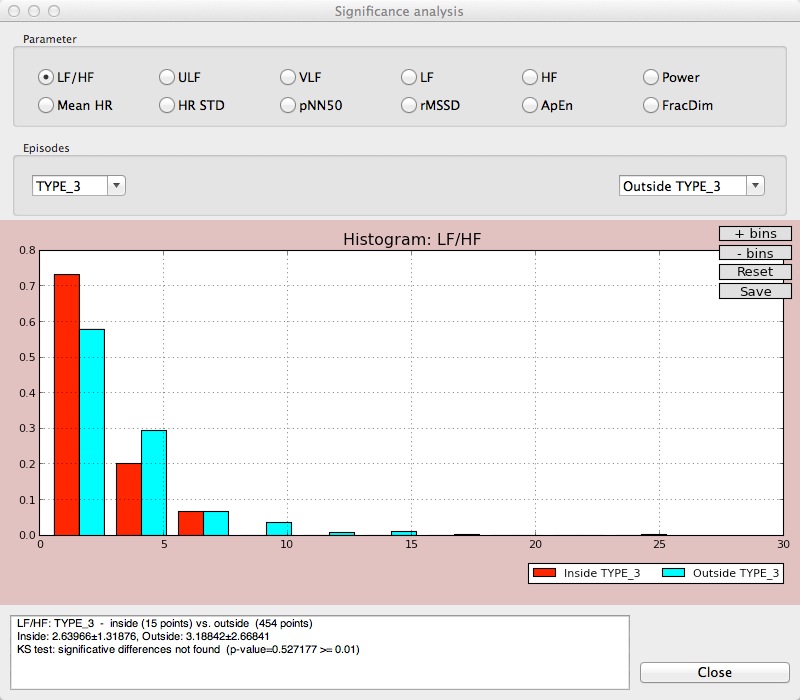 Significance analysis
Parameter
LF/HF ULF VLF LF HF Power
Mean HR HR STD pNN50 rMSSD ApEn FracDim
Episodes
TYPE_3 Outside TYPE_3
Histogram: LF/HF
+ bins
- bins
Reset
Save
0.8
0.7
0.6
0.5
0.4
0.3
0.2
0.1
0.0
0 5 10 15 20 25 30
Inside TYPE_3 Outside TYPE_3
LF/HF: TYPE_3 - inside (15 points) vs. outside (454 points)
Inside: 2.63966±1.31876, Outside: 3.18842±2.66841
KS test: significative differences not found (p-value=0.527177 >= 0.01)
Close